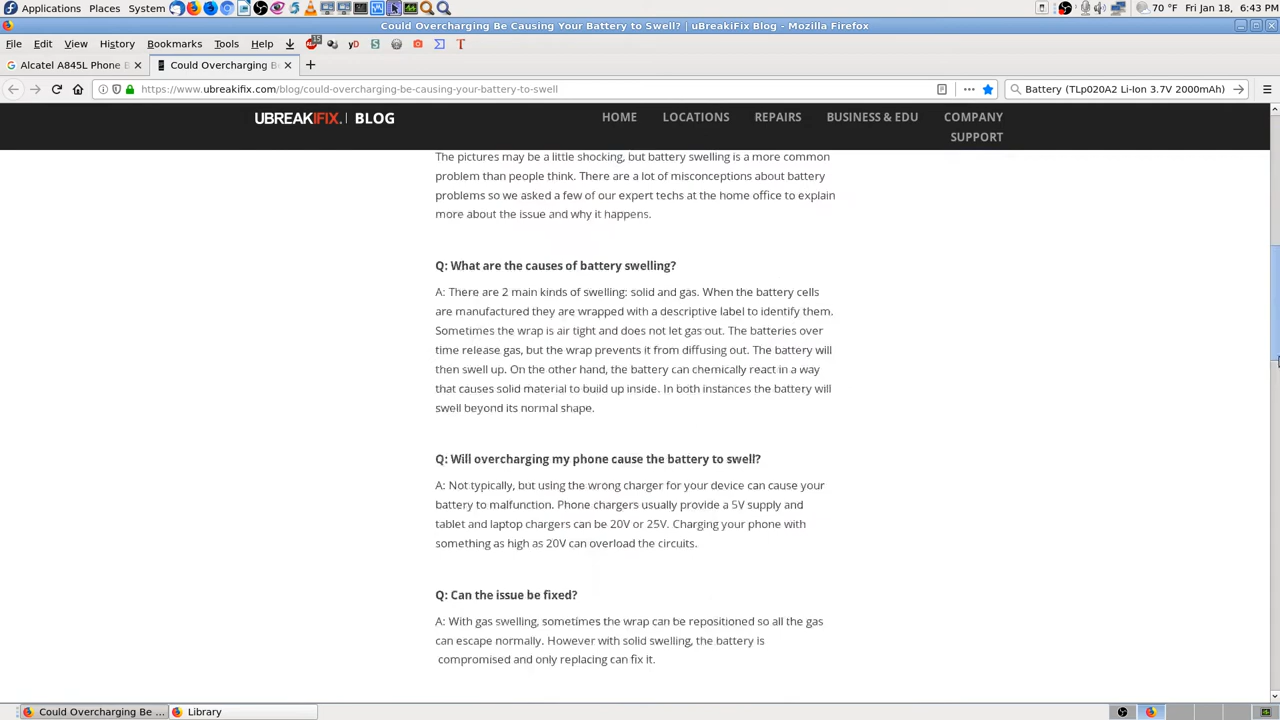 Applications Places System 70 °F Fri Jan 18, 6:43 PM
Could Overcharging Be Causing Your Battery to Swell? | uBreakiFix Blog - Mozilla Firefox
File Edit View History Bookmarks Tools Help 15 yD S T
Alcatel A845L Phone B Could Overcharging B
https://www.ubreakifix.com/blog/could-overcharging-be-causing-your-battery-to-swell Battery (TLp020A2 Li-Ion 3.7V 2000mAh)
UBREAKIFIX. | BLOG HOME LOCATIONS REPAIRS BUSINESS & EDU COMPANY
SUPPORT
The pictures may be a little shocking, but battery swelling is a more common
problem than people think. There are a lot of misconceptions about battery
problems so we asked a few of our expert techs at the home office to explain
more about the issue and why it happens.
Q: What are the causes of battery swelling?
A: There are 2 main kinds of swelling: solid and gas. When the battery cells
are manufactured they are wrapped with a descriptive label to identify them.
Sometimes the wrap is air tight and does not let gas out. The batteries over
time release gas, but the wrap prevents it from diffusing out. The battery will
then swell up. On the other hand, the battery can chemically react in a way
that causes solid material to build up inside. In both instances the battery will
swell beyond its normal shape.
Q: Will overcharging my phone cause the battery to swell?
A: Not typically, but using the wrong charger for your device can cause your
battery to malfunction. Phone chargers usually provide a 5V supply and
tablet and laptop chargers can be 20V or 25V. Charging your phone with
something as high as 20V can overload the circuits.
Q: Can the issue be fixed?
A: With gas swelling, sometimes the wrap can be repositioned so all the gas
can escape normally. However with solid swelling, the battery is
compromised and only replacing can fix it.
Could Overcharging Be ... Library